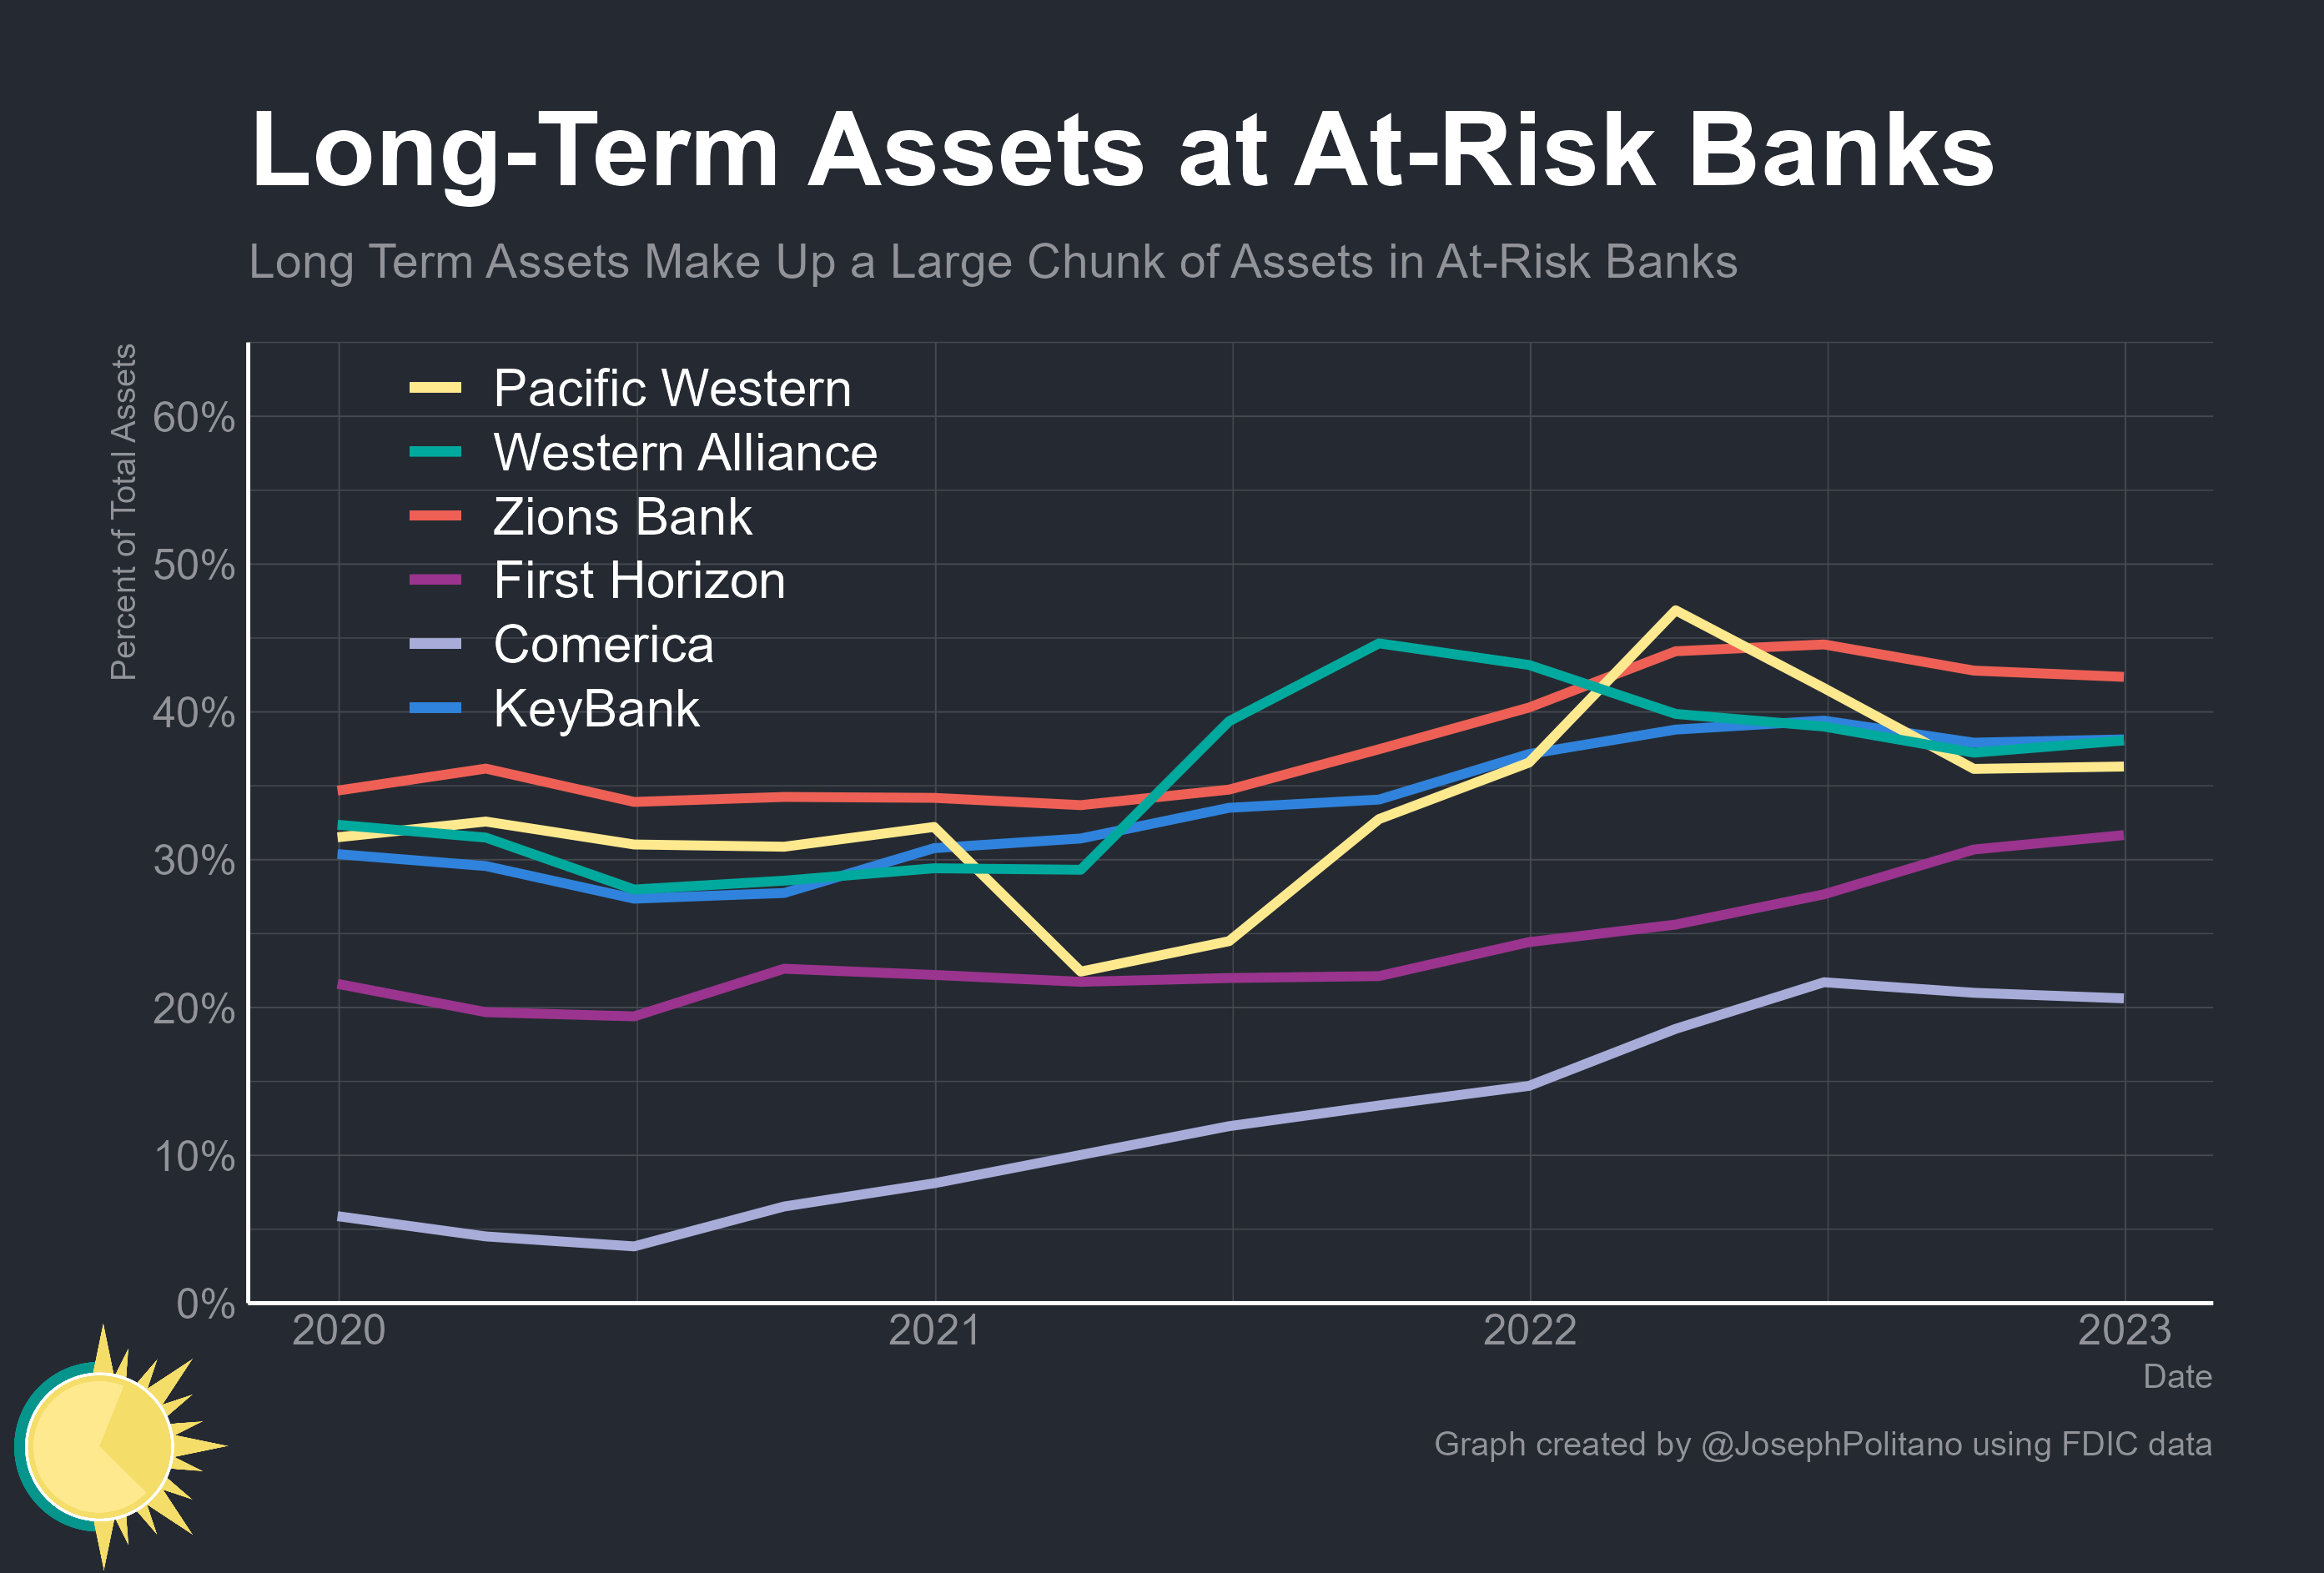 Long-Term Assets at At-Risk Banks
Long Term Assets Make Up a Large Chunk of Assets in At-Risk Banks
Percent of Total Assets
60%
50%
40%
30%
20%
10%
0%
Pacific Western
Western Alliance
Zions Bank
First Horizon
Comerica
KeyBank
2020 2021 2022 2023
Date
Graph created by @JosephPolitano using FDIC data